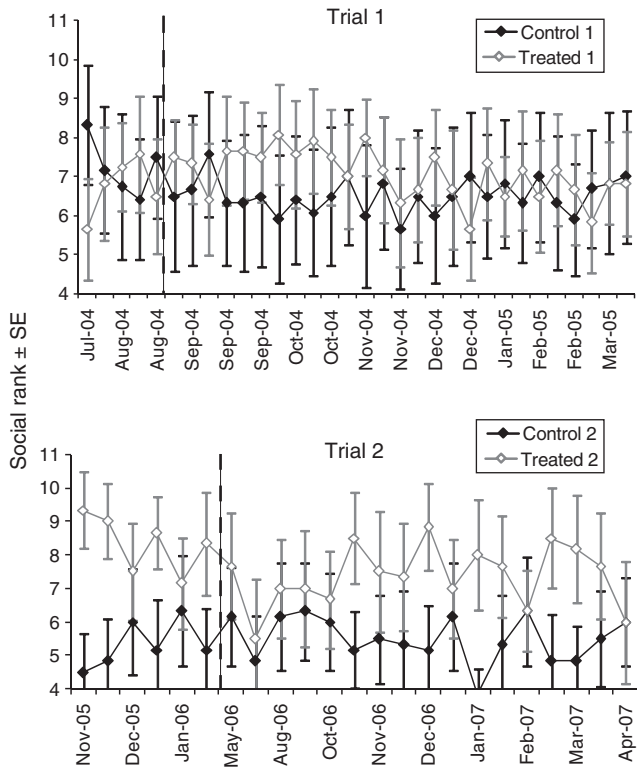 Trial 1
Control 1
Treated 1
11
10
9
8
7
6
5
4
Jul-04
Aug-04
Aug-04
Sep-04
Sep-04
Sep-04
Oct-04
Oct-04
Nov-04
Nov-04
Dec-04
Dec-04
Jan-05
Feb-05
Feb-05
Mar-05
Social rank ± SE
Trial 2
Control 2
Treated 2
11
10
9
8
7
6
5
4
Nov-05
Dec-05
Jan-06
May-06
Aug-06
Oct-06
Nov-06
Dec-06
Jan-07
Feb-07
Mar-07
Apr-07